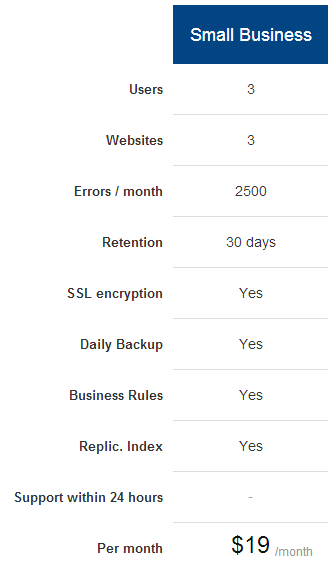 Small Business
Users 3
Websites 3
Errors / month 2500
Retention 30 days
SSL encryption Yes
Daily Backup Yes
Business Rules Yes
Replic. Index Yes
Support within 24 hours -
Per month $19 /month